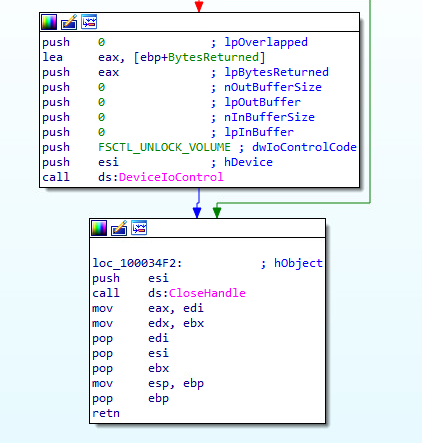 push    0               ; lpOverlapped
lea     eax, [ebp+BytesReturned]
push    eax             ; lpBytesReturned
push    0               ; nOutBufferSize
push    0               ; lpOutBuffer
push    0               ; nInBufferSize
push    0               ; lpInBuffer
push    FSCTL_UNLOCK_VOLUME ; dwIoControlCode
push    esi             ; hDevice
call    ds:DeviceIoControl
loc_100034F2:           ; hObject
push    esi
call    ds:CloseHandle
mov     eax, edi
mov     edx, ebx
pop     edi
pop     esi
pop     ebx
mov     esp, ebp
pop     ebp
retn